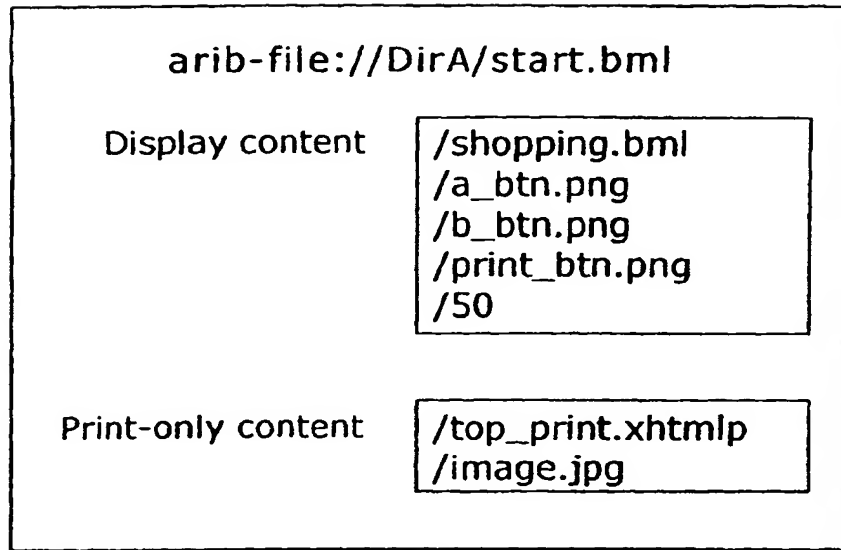 arib-file://DirA/start.bml
Display content
/shopping.bml
/a_btn.png
/b_btn.png
/print_btn.png
/50
Print-only content
/top_print.xhtmlp
/image.jpg